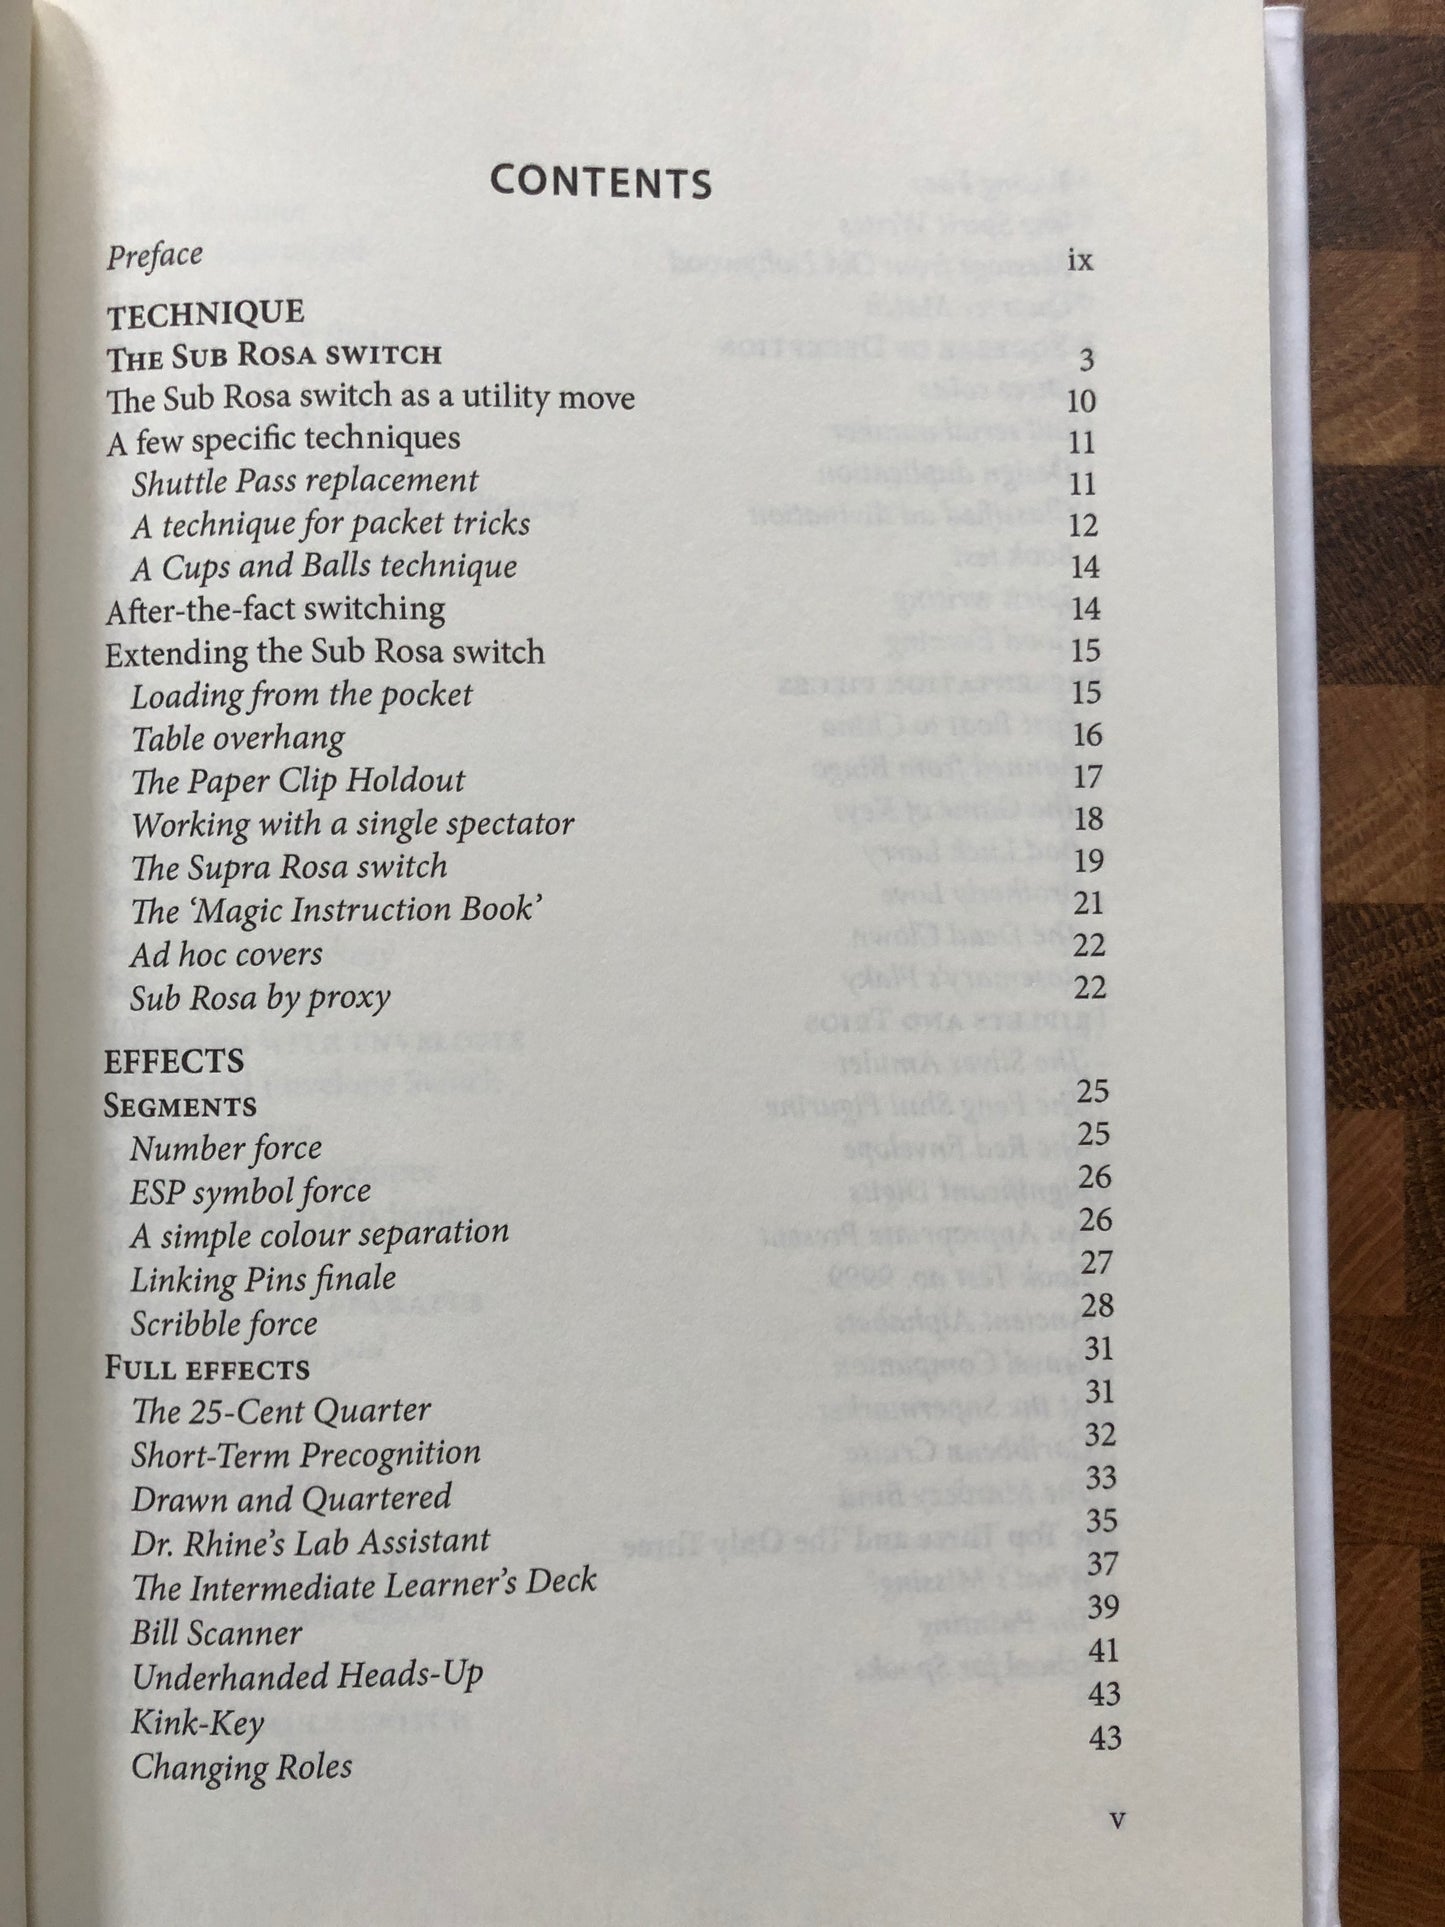 CONTENTS
Preface ix
TECHNIQUE
The Sub Rosa switch 3
The Sub Rosa switch as a utility move 10
A few specific techniques 11
Shuttle Pass replacement 11
A technique for packet tricks 12
A Cups and Balls technique 14
After-the-fact switching 14
Extending the Sub Rosa switch 15
Loading from the pocket 15
Table overhang 16
The Paper Clip Holdout 17
Working with a single spectator 18
The Supra Rosa switch 19
The ‘Magic Instruction Book’ 21
Ad hoc covers 22
Sub Rosa by proxy 22
EFFECTS
Segments 25
Number force 25
ESP symbol force 26
A simple colour separation 26
Linking Pins finale 27
Scribble force 28
Full effects 31
The 25-Cent Quarter 31
Short-Term Precognition 32
Drawn and Quartered 33
Dr. Rhine’s Lab Assistant 35
The Intermediate Learner’s Deck 37
Bill Scanner 39
Underhanded Heads-Up 41
Kink-Key 43
Changing Roles 43
v